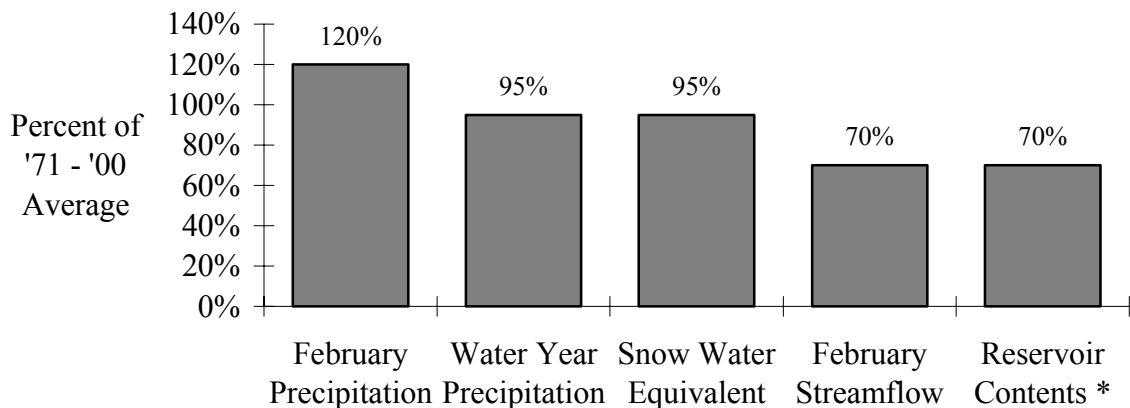 140%
120%
100%
80%
60%
40%
20%
0%
Percent of
'71 - '00
Average
120%
95%
95%
70%
70%
February
Precipitation
Water Year
Precipitation
Snow Water
Equivalent
February
Streamflow
Reservoir
Contents *